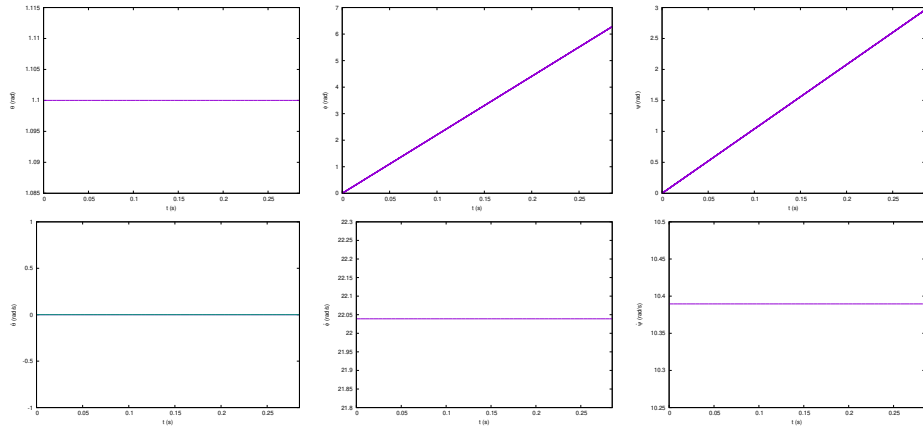 1.115
1.11
1.105
1.1
1.095
1.09
1.085
θ (rad)
0 0.05 0.1 0.15 0.2 0.25
t (s)
7
6
5
4
3
2
1
0
ϕ (rad)
0 0.05 0.1 0.15 0.2 0.25
t (s)
3
2.5
2
1.5
1
0.5
0
ψ (rad)
0 0.05 0.1 0.15 0.2 0.25
t (s)
1
0.5
0
-0.5
-1
θ̇ (rad/s)
0 0.05 0.1 0.15 0.2 0.25
t (s)
22.3
22.25
22.2
22.15
22.1
22.05
22
21.95
21.9
21.85
21.8
ϕ̇ (rad/s)
0 0.05 0.1 0.15 0.2 0.25
t (s)
10.5
10.45
10.4
10.35
10.3
10.25
ψ̇ (rad/s)
0 0.05 0.1 0.15 0.2 0.25
t (s)